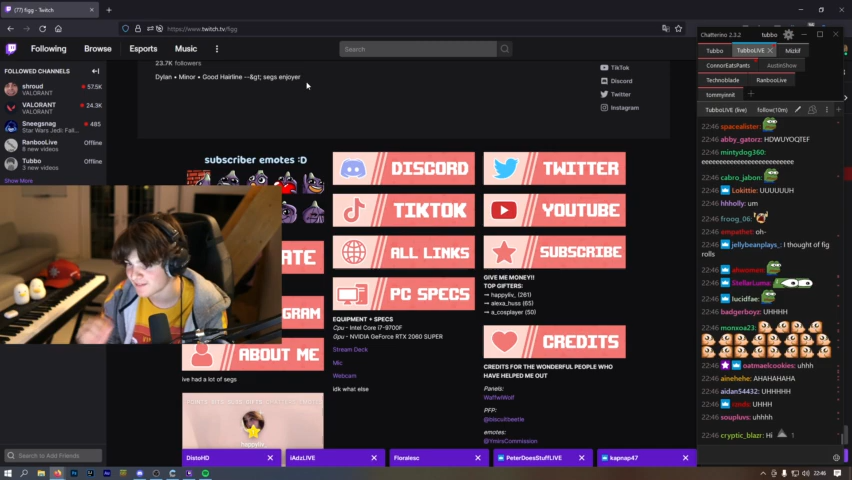 (77) figg - Twitch
https://www.twitch.tv/figg
Following
Browse
Esports
Music
Search
FOLLOWED CHANNELS
shroud
57.5K
VALORANT
VALORANT
24.3K
VALORANT
Sneegsnag
485
Star Wars Jedi: Fall...
RanbooLive
Offline
8 new videos
Tubbo
Offline
3 new videos
Show More
Search to Add Friends
23.7K followers
Dylan • Minor • Good Hairline --&gt; segs enjoyer
TikTok
Discord
Twitter
Instagram
subscriber emotes :D
ABOUT ME
ive had a lot of segs
happyliv_
DISCORD
TIKTOK
ALL LINKS
PC SPECS
EQUIPMENT + SPECS
Cpu - Intel Core i7-9700F
Gpu - NVIDIA GeForce RTX 2060 SUPER
Stream Deck
Mic
Webcam
idk what else
TWITTER
YOUTUBE
SUBSCRIBE
GIVE ME MONEY!!
TOP GIFTERS:
→ happyliv_ (261)
→ alexa_huss (65)
→ a_cosplayer (50)
CREDITS
CREDITS FOR THE WONDERFUL PEOPLE WHO
HAVE HELPED ME OUT
Panels:
WaffelWolf
PFP:
@biscuitbeetle
emotes:
@YmirsCommission
DistoHD
iAdzLIVE
Floralesc
PeterDoesStuffLIVE
kapnap47
Chatterino 2.3.2
tubbo
Tubbo
TubboLIVE
Mizkif
ConnorEatsPants
AustinShow
Technoblade
RanbooLive
tommyinnit
TubboLIVE (live)
follow(10m)
22:46 spacealister:
22:46 abby_gatorz: HDWUYOQTEF
22:46 mintydog360:
22:46 cabro_jabon:
22:46 Lokittie: UUUUUUH
22:46 hhholly: um
22:46 froog_06:
22:46 empathet: oh-
22:46 jellybeanplays_: I thought of fig
rolls
22:46
22:46 StellarLuma:
22:46 lucidfae:
22:46 badgerboyz: UHHHH
22:46 monxoa23:
22:46 oatmaelcookies: uhhh
22:46 ainehehe: AHAHAHAHA
22:46 aidan54432: UHHHHH
22:46 UHHH
22:46 soupluvs: uhhhh
22:46 cryptic_blazr: Hi
22:46